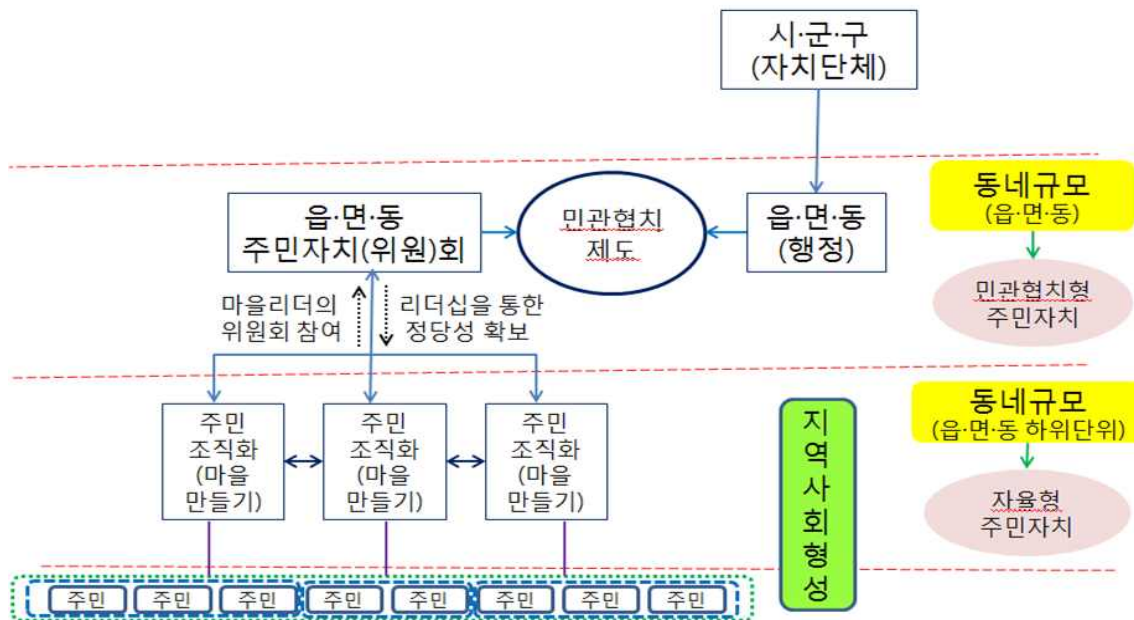 시·군·구
(자치단체)
읍·면·동
주민자치(위원)회
민관협치
제도
읍·면·동
(행정)
동네규모
(읍·면·동)
민관협치형
주민자치
마을리더의
위원회 참여
리더십을 통한
정당성 확보
주민
조직화
(마을
만들기)
주민
조직화
(마을
만들기)
주민
조직화
(마을
만들기)
지
역
사
회
형
성
동네규모
(읍·면·동 하위단위)
자율형
주민자치
주민
주민
주민
주민
주민
주민
주민
주민